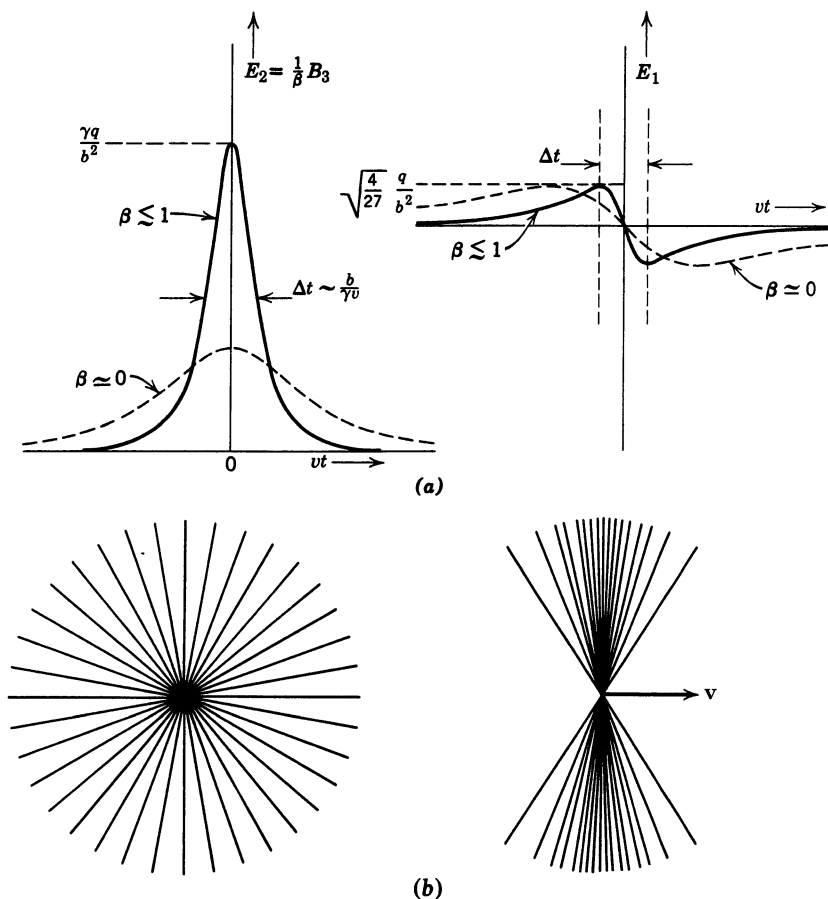 E₂ = 1/β B₃
γq/b²
β ≲ 1
Δt ~ b/γv
β ≃ 0
0
vt
E₁
Δt
√4/27 q/b²
vt
β ≲ 1
β ≃ 0
(a)
v
(b)